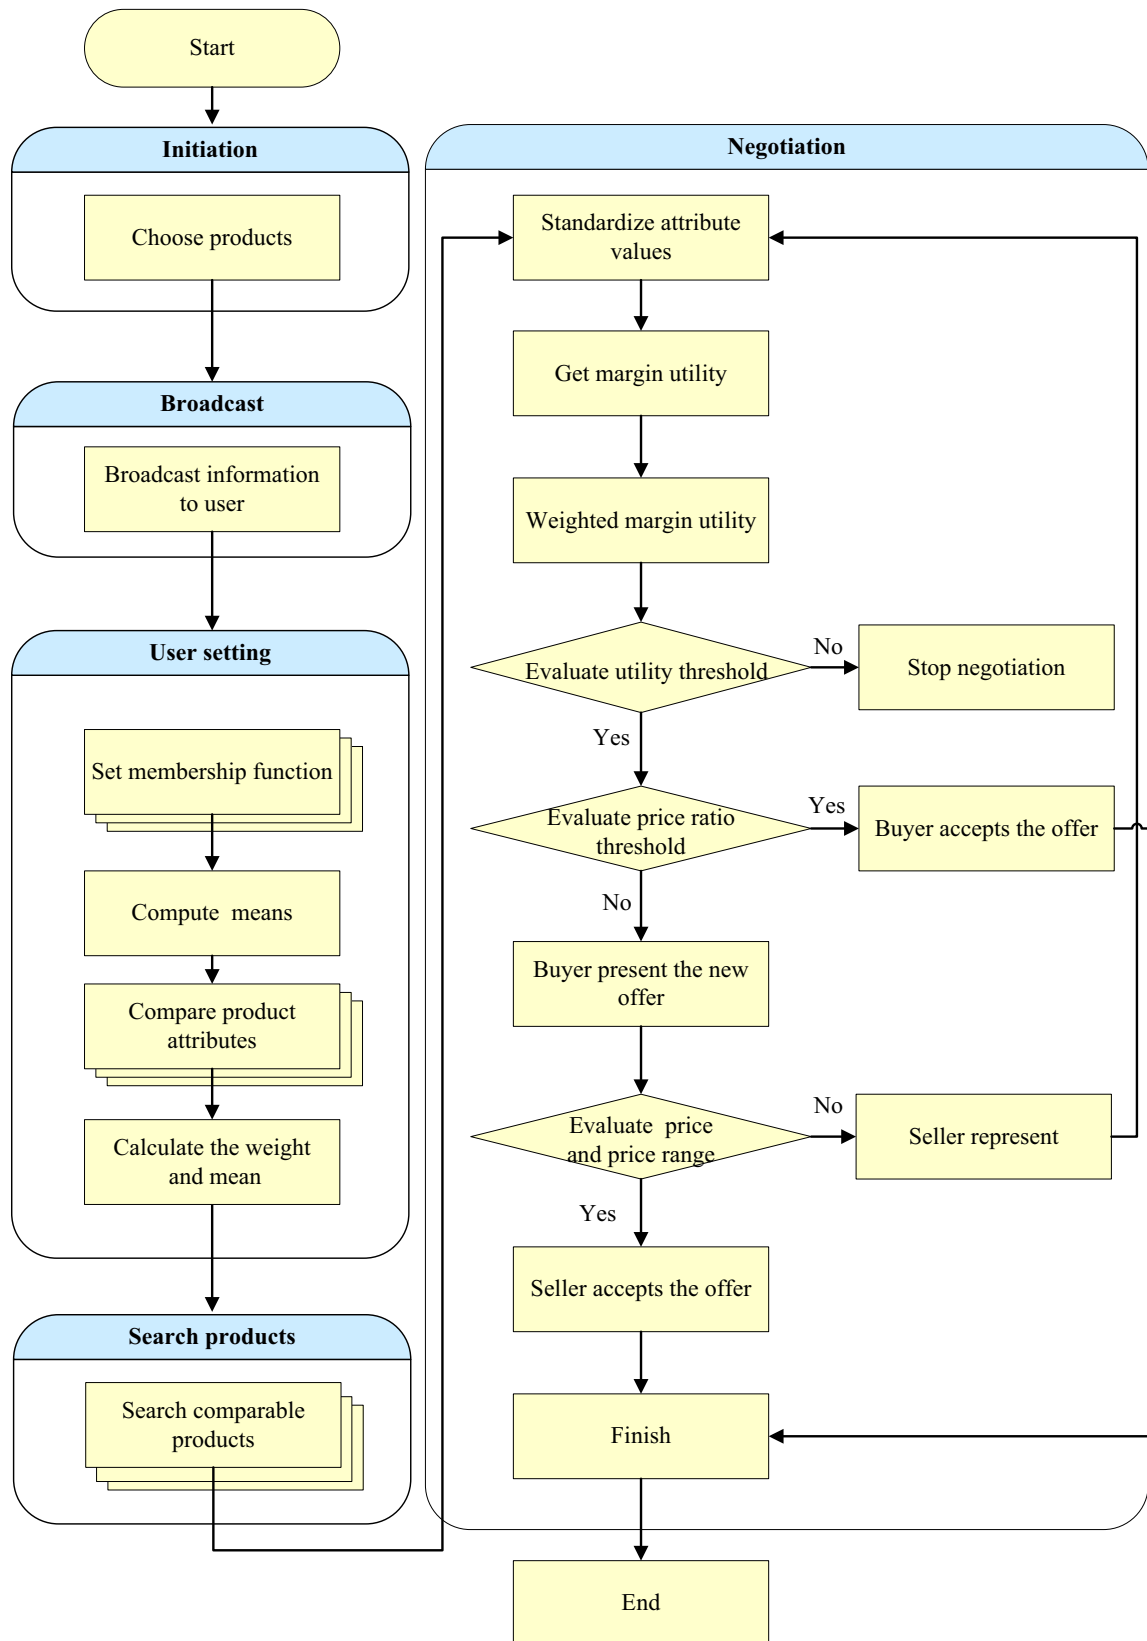 Start
Initiation
Choose products
Broadcast
Broadcast information
to user
User setting
Set membership function
Compute means
Compare product
attributes
Calculate the weight
and mean
Search products
Search comparable
products
Negotiation
Standardize attribute
values
Get margin utility
Weighted margin utility
Evaluate utility threshold
No
Stop negotiation
Yes
Evaluate price ratio
threshold
Yes
Buyer accepts the offer
No
Buyer present the new
offer
Evaluate price
and price range
No
Seller represent
Yes
Seller accepts the offer
Finish
End